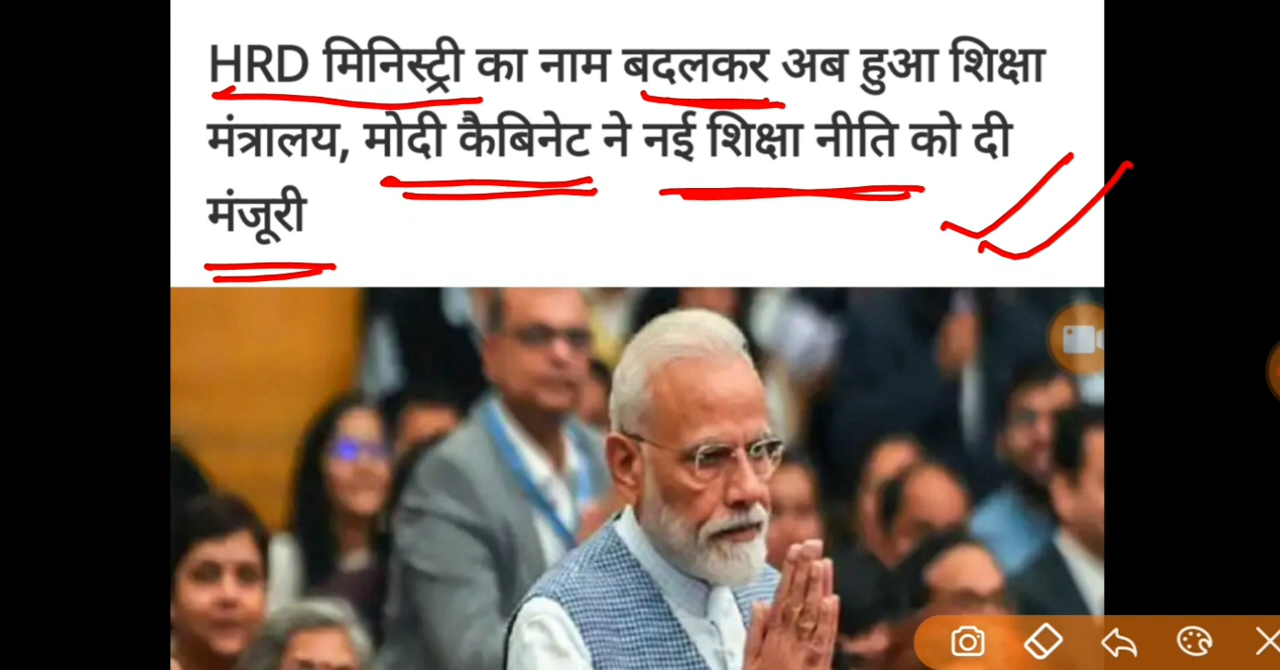 HRD मिनिस्ट्री का नाम बदलकर अब हुआ शिक्षा
मंत्रालय, मोदी कैबिनेट ने नई शिक्षा नीति को दी
मंजूरी